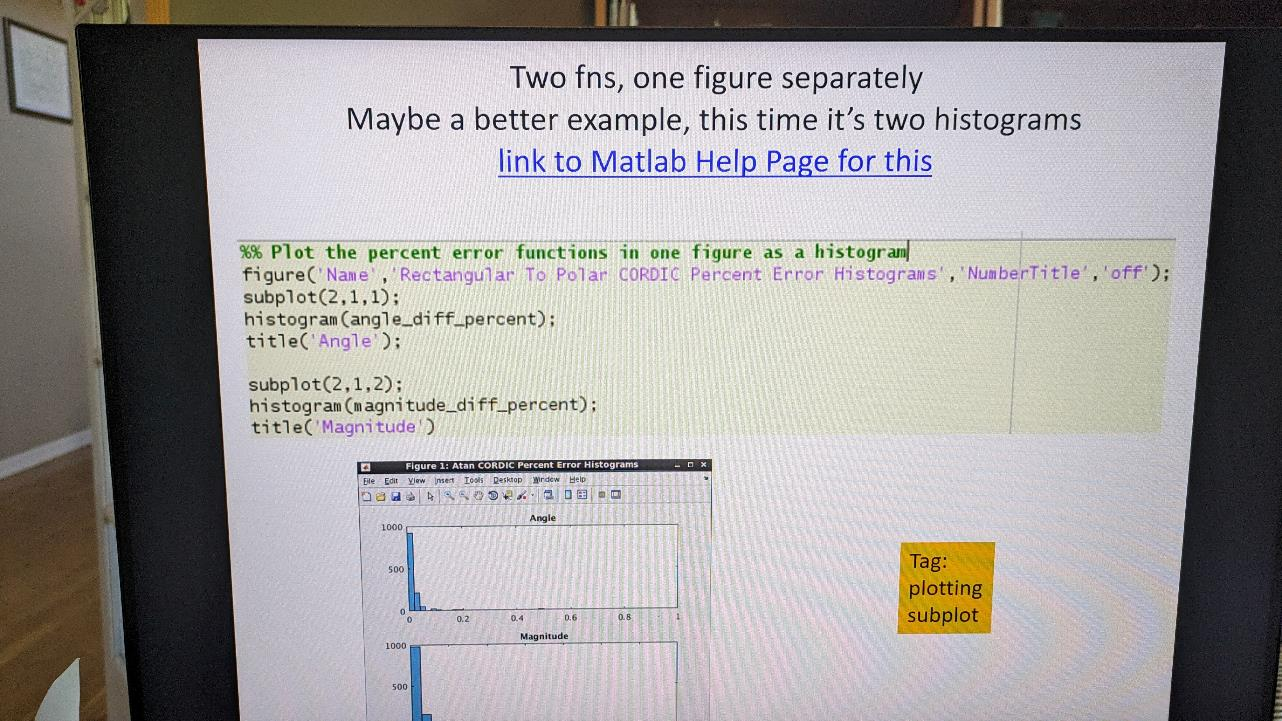 Two fns, one figure separately
Maybe a better example, this time it's two histograms
link to Matlab Help Page for this
%% Plot the percent error functions in one figure as a histogram
figure('Name','Rectangular To Polar CORDIC Percent Error Histograms','NumberTitle','off');
subplot(2,1,1);
histogram(angle_diff_percent);
title('Angle');
subplot(2,1,2);
histogram(magnitude_diff_percent);
title('Magnitude')
Figure 1: Atan CORDIC Percent Error Histograms
File Edit View Insert Tools Desktop Window Help
Angle
1000
500
0
0 0.2 0.4 0.6 0.8 1
Magnitude
1000
500
Tag:
plotting
subplot